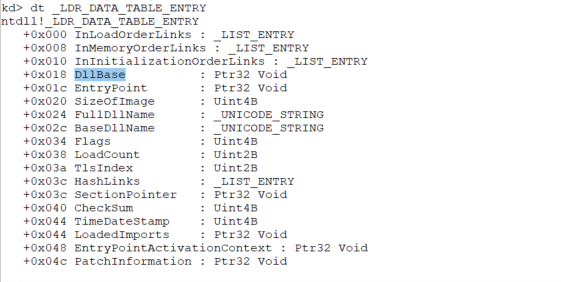 kd> dt _LDR_DATA_TABLE_ENTRY
ntdll!_LDR_DATA_TABLE_ENTRY
+0x000 InLoadOrderLinks : _LIST_ENTRY
+0x008 InMemoryOrderLinks : _LIST_ENTRY
+0x010 InInitializationOrderLinks : _LIST_ENTRY
+0x018 DllBase : Ptr32 Void
+0x01c EntryPoint : Ptr32 Void
+0x020 SizeOfImage : Uint4B
+0x024 FullDllName : _UNICODE_STRING
+0x02c BaseDllName : _UNICODE_STRING
+0x034 Flags : Uint4B
+0x038 LoadCount : Uint2B
+0x03a TlsIndex : Uint2B
+0x03c HashLinks : _LIST_ENTRY
+0x03c SectionPointer : Ptr32 Void
+0x040 CheckSum : Uint4B
+0x044 TimeDateStamp : Uint4B
+0x044 LoadedImports : Ptr32 Void
+0x048 EntryPointActivationContext : Ptr32 Void
+0x04c PatchInformation : Ptr32 Void